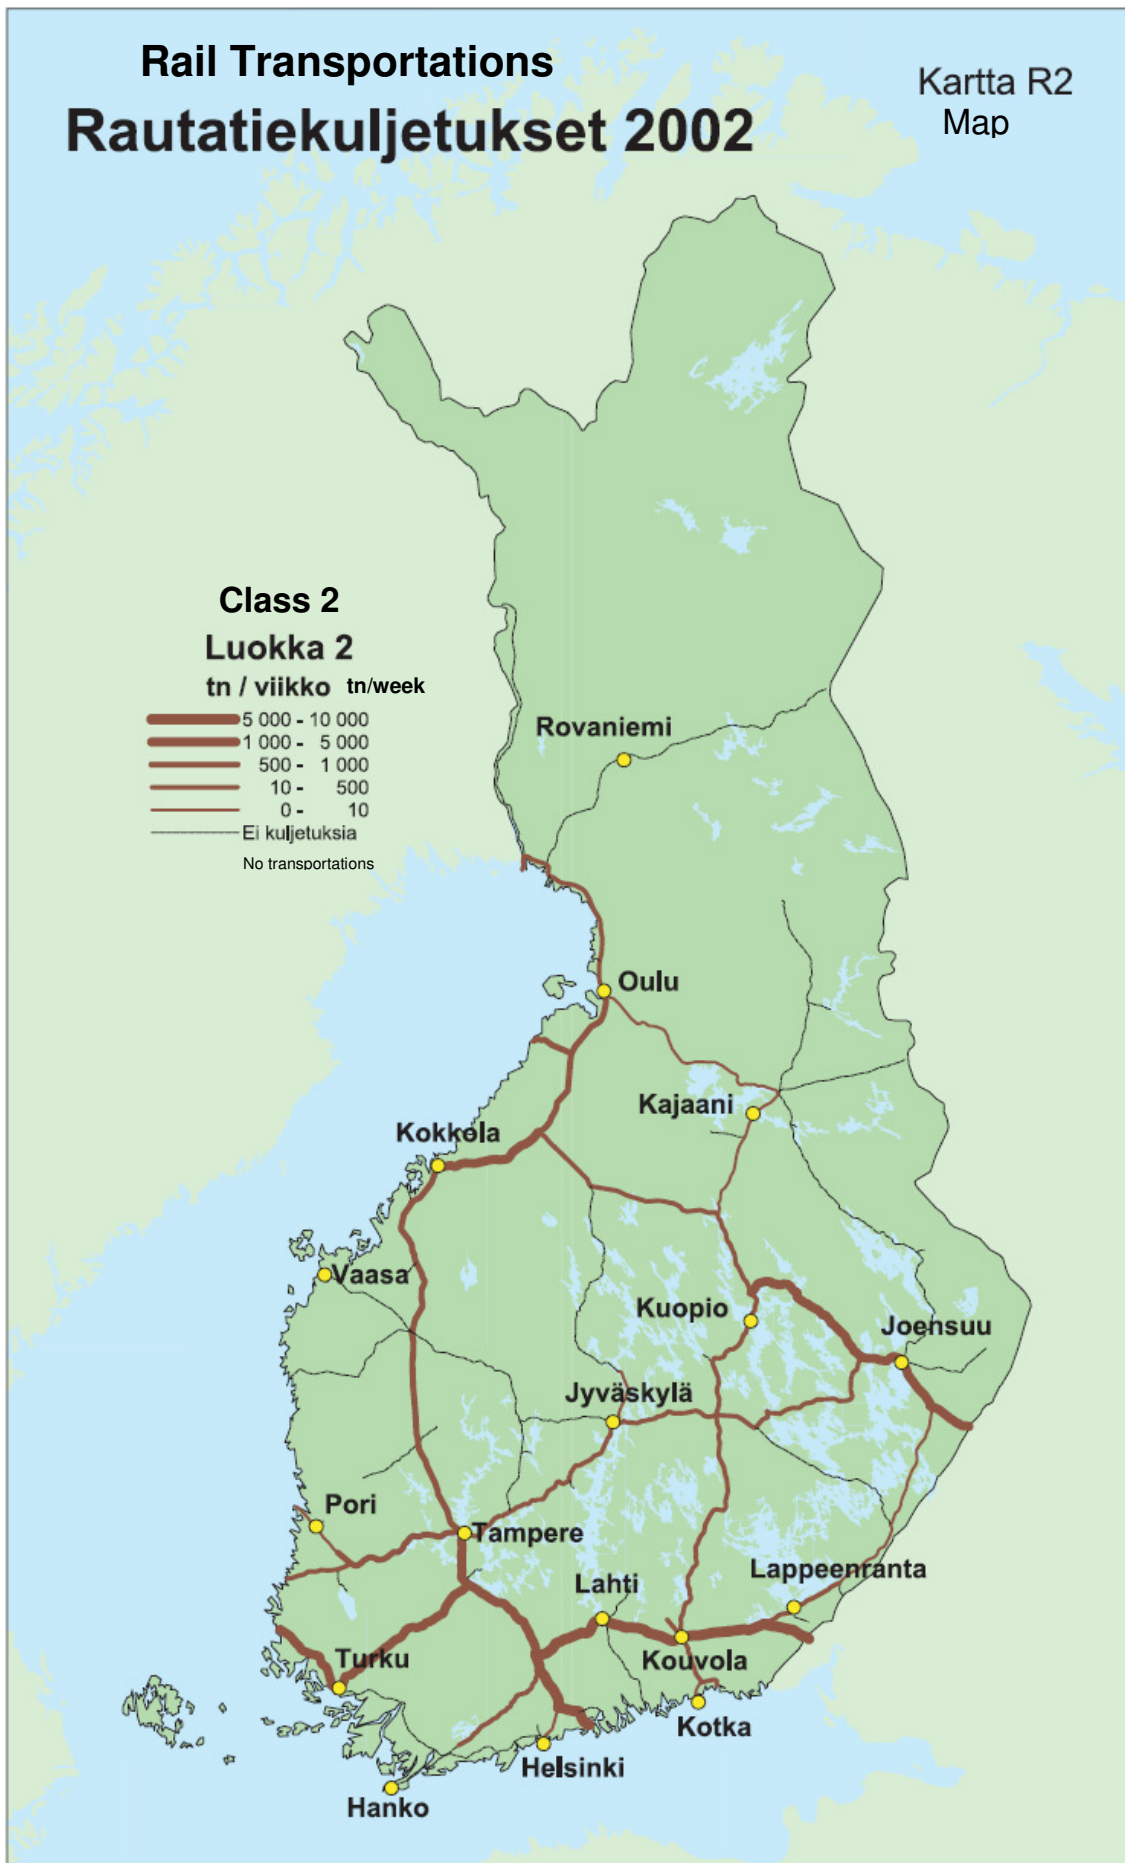 Rail Transportations
Rautatiekuljetukset 2002
Kartta R2
Map
Class 2
Luokka 2
tn / viikko tn/week
5 000 - 10 000
1 000 - 5 000
500 - 1 000
10 - 500
0 - 10
Ei kuljetuksia
No transportations
Rovaniemi
Oulu
Kajaani
Kokkola
Vaasa
Kuopio
Joensuu
Jyväskylä
Pori
Tampere
Lappeenranta
Lahti
Turku
Kouvola
Kotka
Helsinki
Hanko